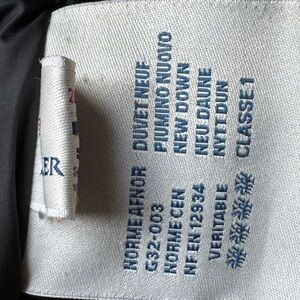 DUVET NEUF
PIUMINO NUOVO
NEW DOWN
NEU DAUNE
NYTT DUN
CLASSE.1
NORME AFNOR
G32-003
NORME CEN
NF EN 12934
VERITABLE
ER